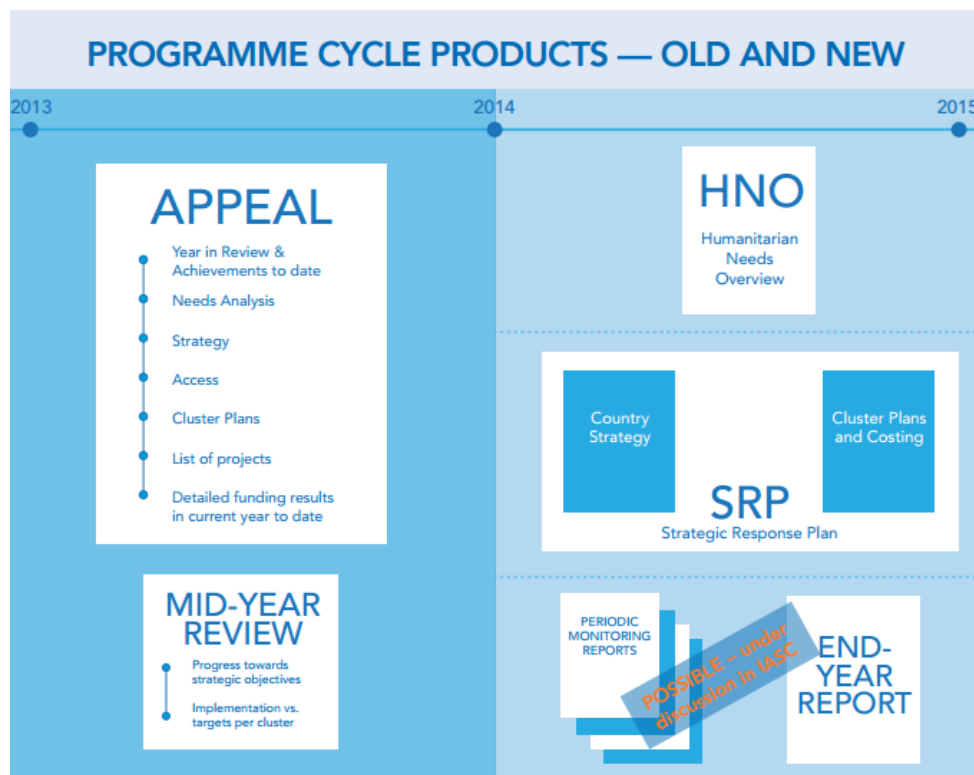 PROGRAMME CYCLE PRODUCTS — OLD AND NEW
2013
2014
2015
APPEAL
Year in Review &
Achievements to date
Needs Analysis
Strategy
Access
Cluster Plans
List of projects
Detailed funding results
in current year to date
MID-YEAR
REVIEW
Progress towards
strategic objectives
Implementation vs.
targets per cluster
HNO
Humanitarian
Needs
Overview
Country
Strategy
Cluster Plans
and Costing
SRP
Strategic Response Plan
PERIODIC
MONITORING
REPORTS
POSSIBLE – under
discussion in IASC
END-
YEAR
REPORT